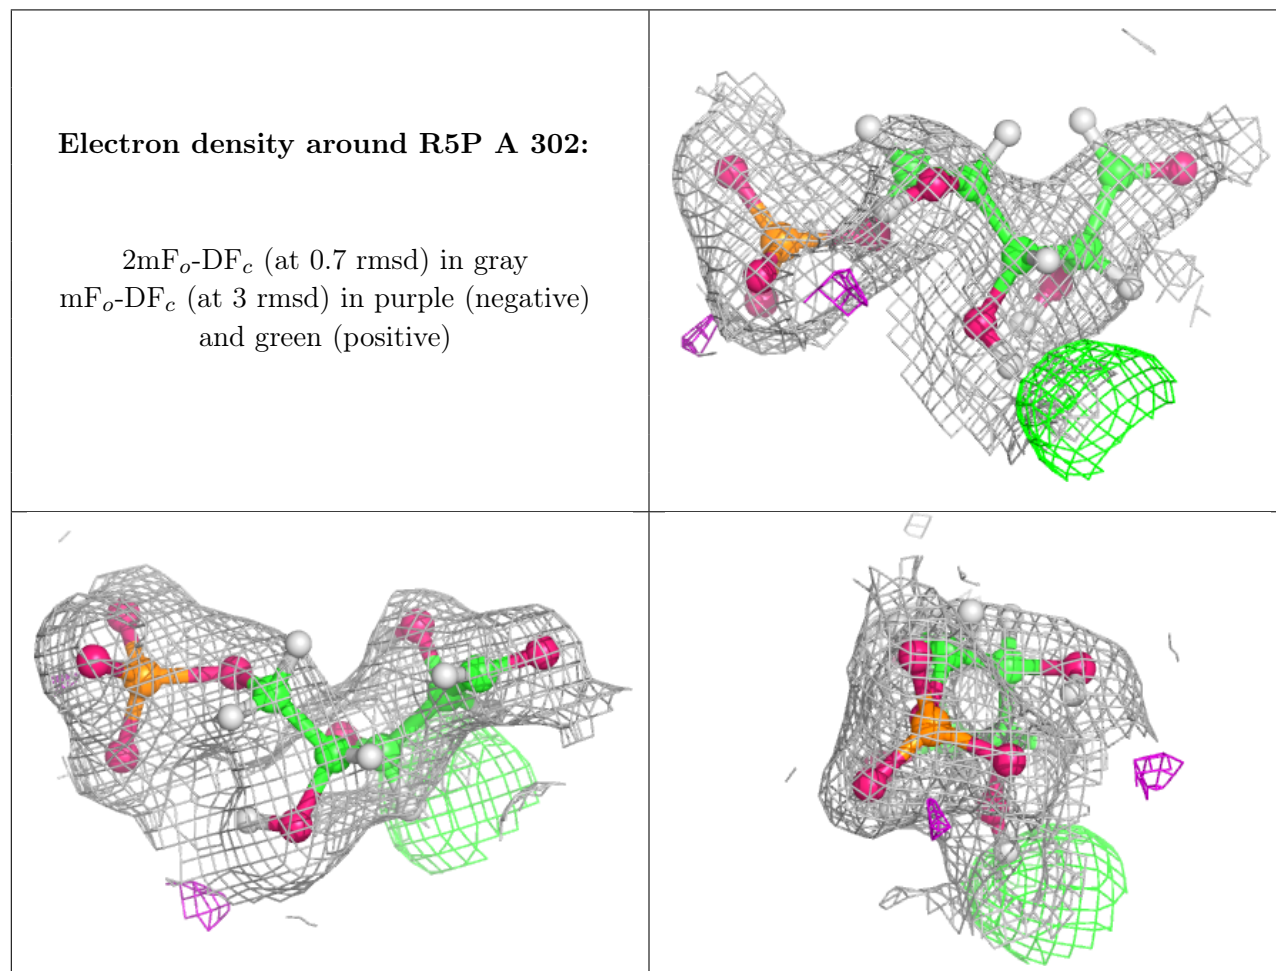 Electron density around R5P A 302:
2mFo-DFc (at 0.7 rmsd) in gray
mFo-DFc (at 3 rmsd) in purple (negative)
and green (positive)